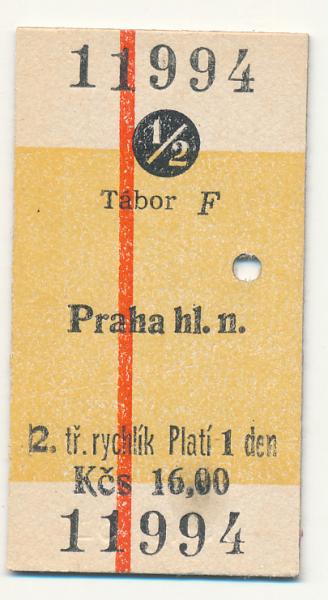 11994
1/2
Tábor F
Praha hl. n.
2. tř. rychlík Platí 1 den
Kčs 16,00
11994